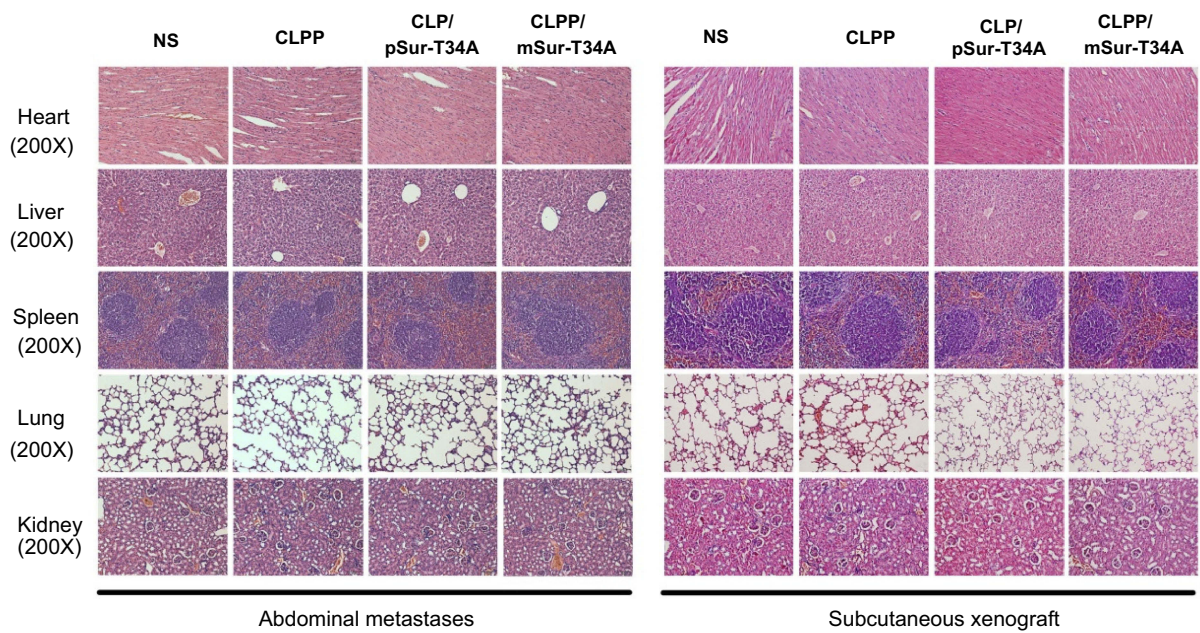 NS CLPP CLP/ pSur-T34A CLPP/ mSur-T34A NS CLPP CLP/ pSur-T34A CLPP/ mSur-T34A
Heart
(200X)
Liver
(200X)
Spleen
(200X)
Lung
(200X)
Kidney
(200X)
Abdominal metastases Subcutaneous xenograft